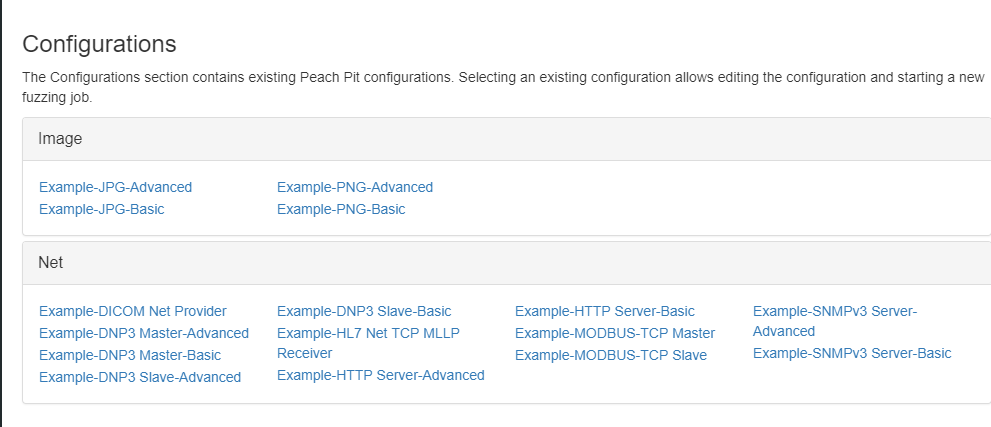 Configurations
The Configurations section contains existing Peach Pit configurations. Selecting an existing configuration allows editing the configuration and starting a new
fuzzing job.
Image
Example-JPG-Advanced
Example-JPG-Basic
Example-PNG-Advanced
Example-PNG-Basic
Net
Example-DICOM Net Provider
Example-DNP3 Master-Advanced
Example-DNP3 Master-Basic
Example-DNP3 Slave-Advanced
Example-DNP3 Slave-Basic
Example-HL7 Net TCP MLLP
Receiver
Example-HTTP Server-Advanced
Example-HTTP Server-Basic
Example-MODBUS-TCP Master
Example-MODBUS-TCP Slave
Example-SNMPv3 Server-
Advanced
Example-SNMPv3 Server-Basic